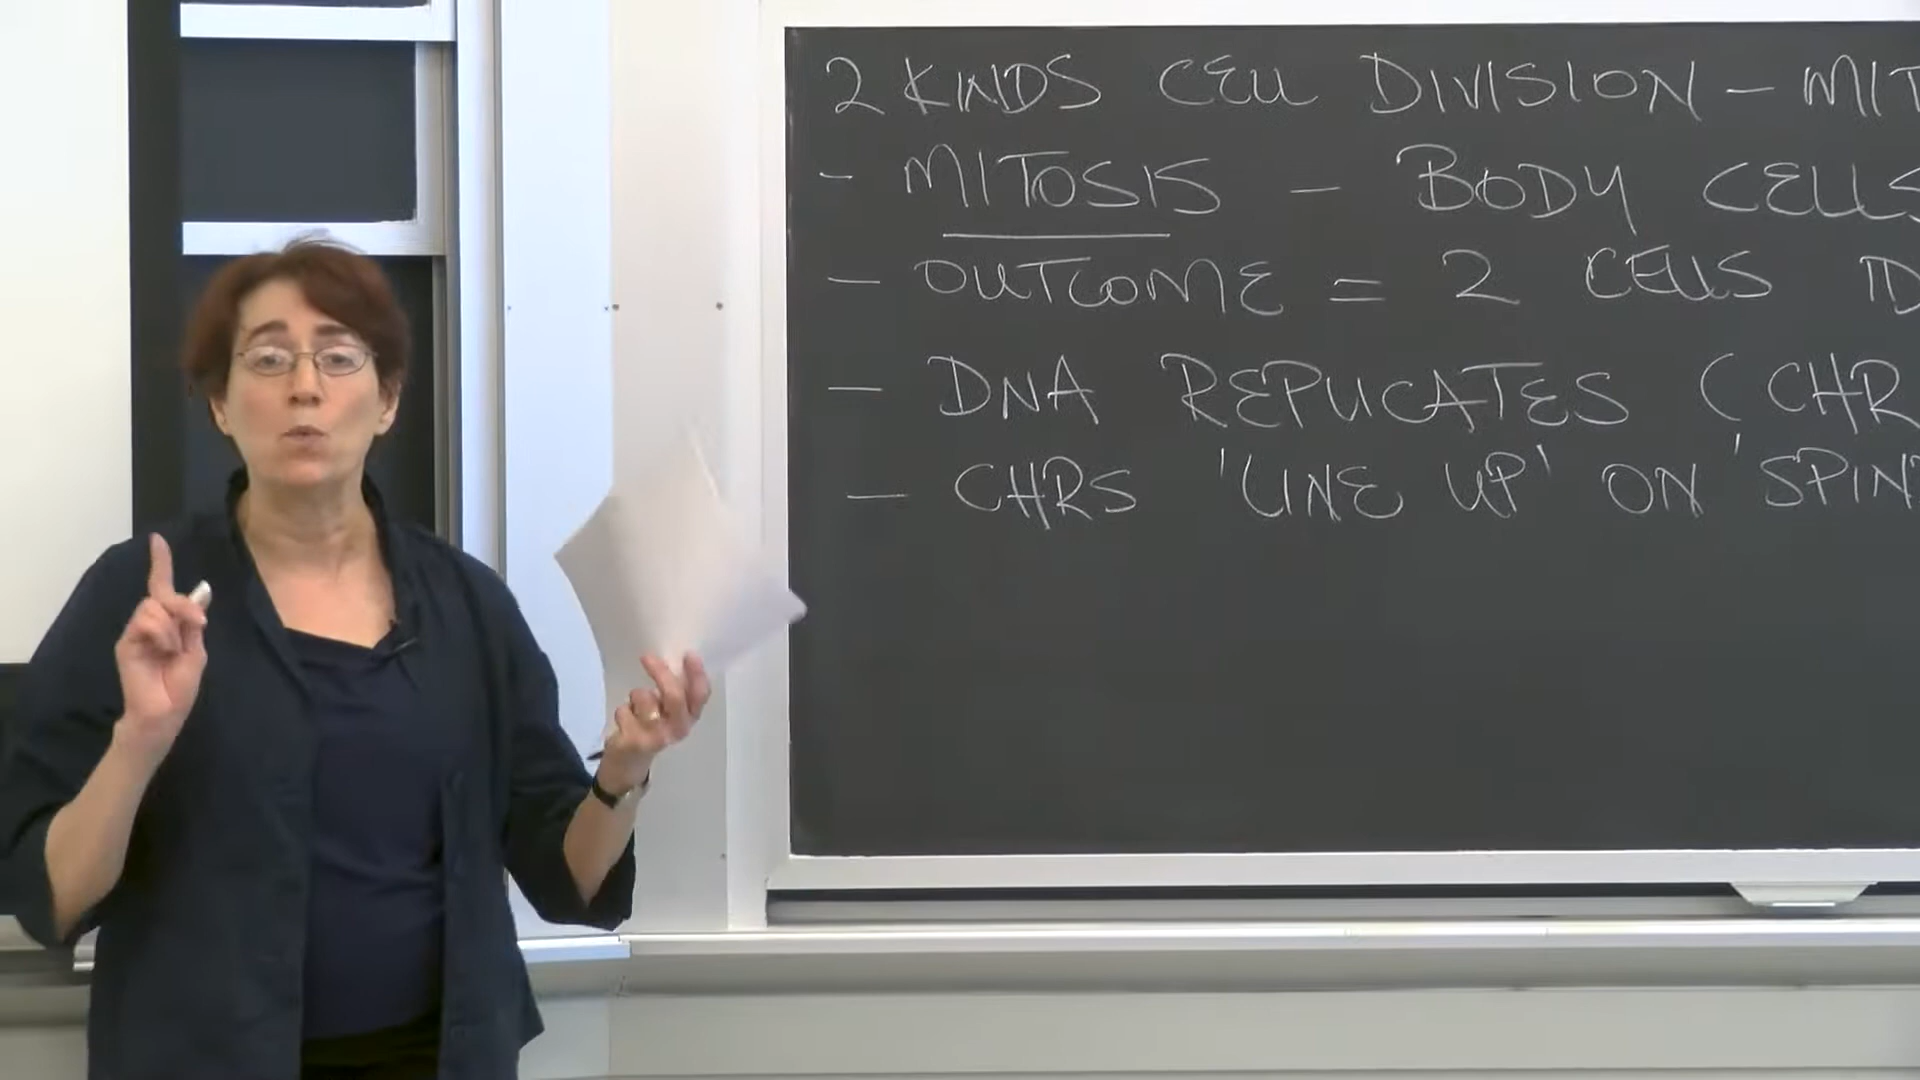 2 KINDS CELL DIVISION - MIT
- MITOSIS - BODY CELLS
- OUTCOME = 2 CELLS ID
- DNA REPLICATES (CHR
- CHRS 'LINE UP' ON 'SPIN